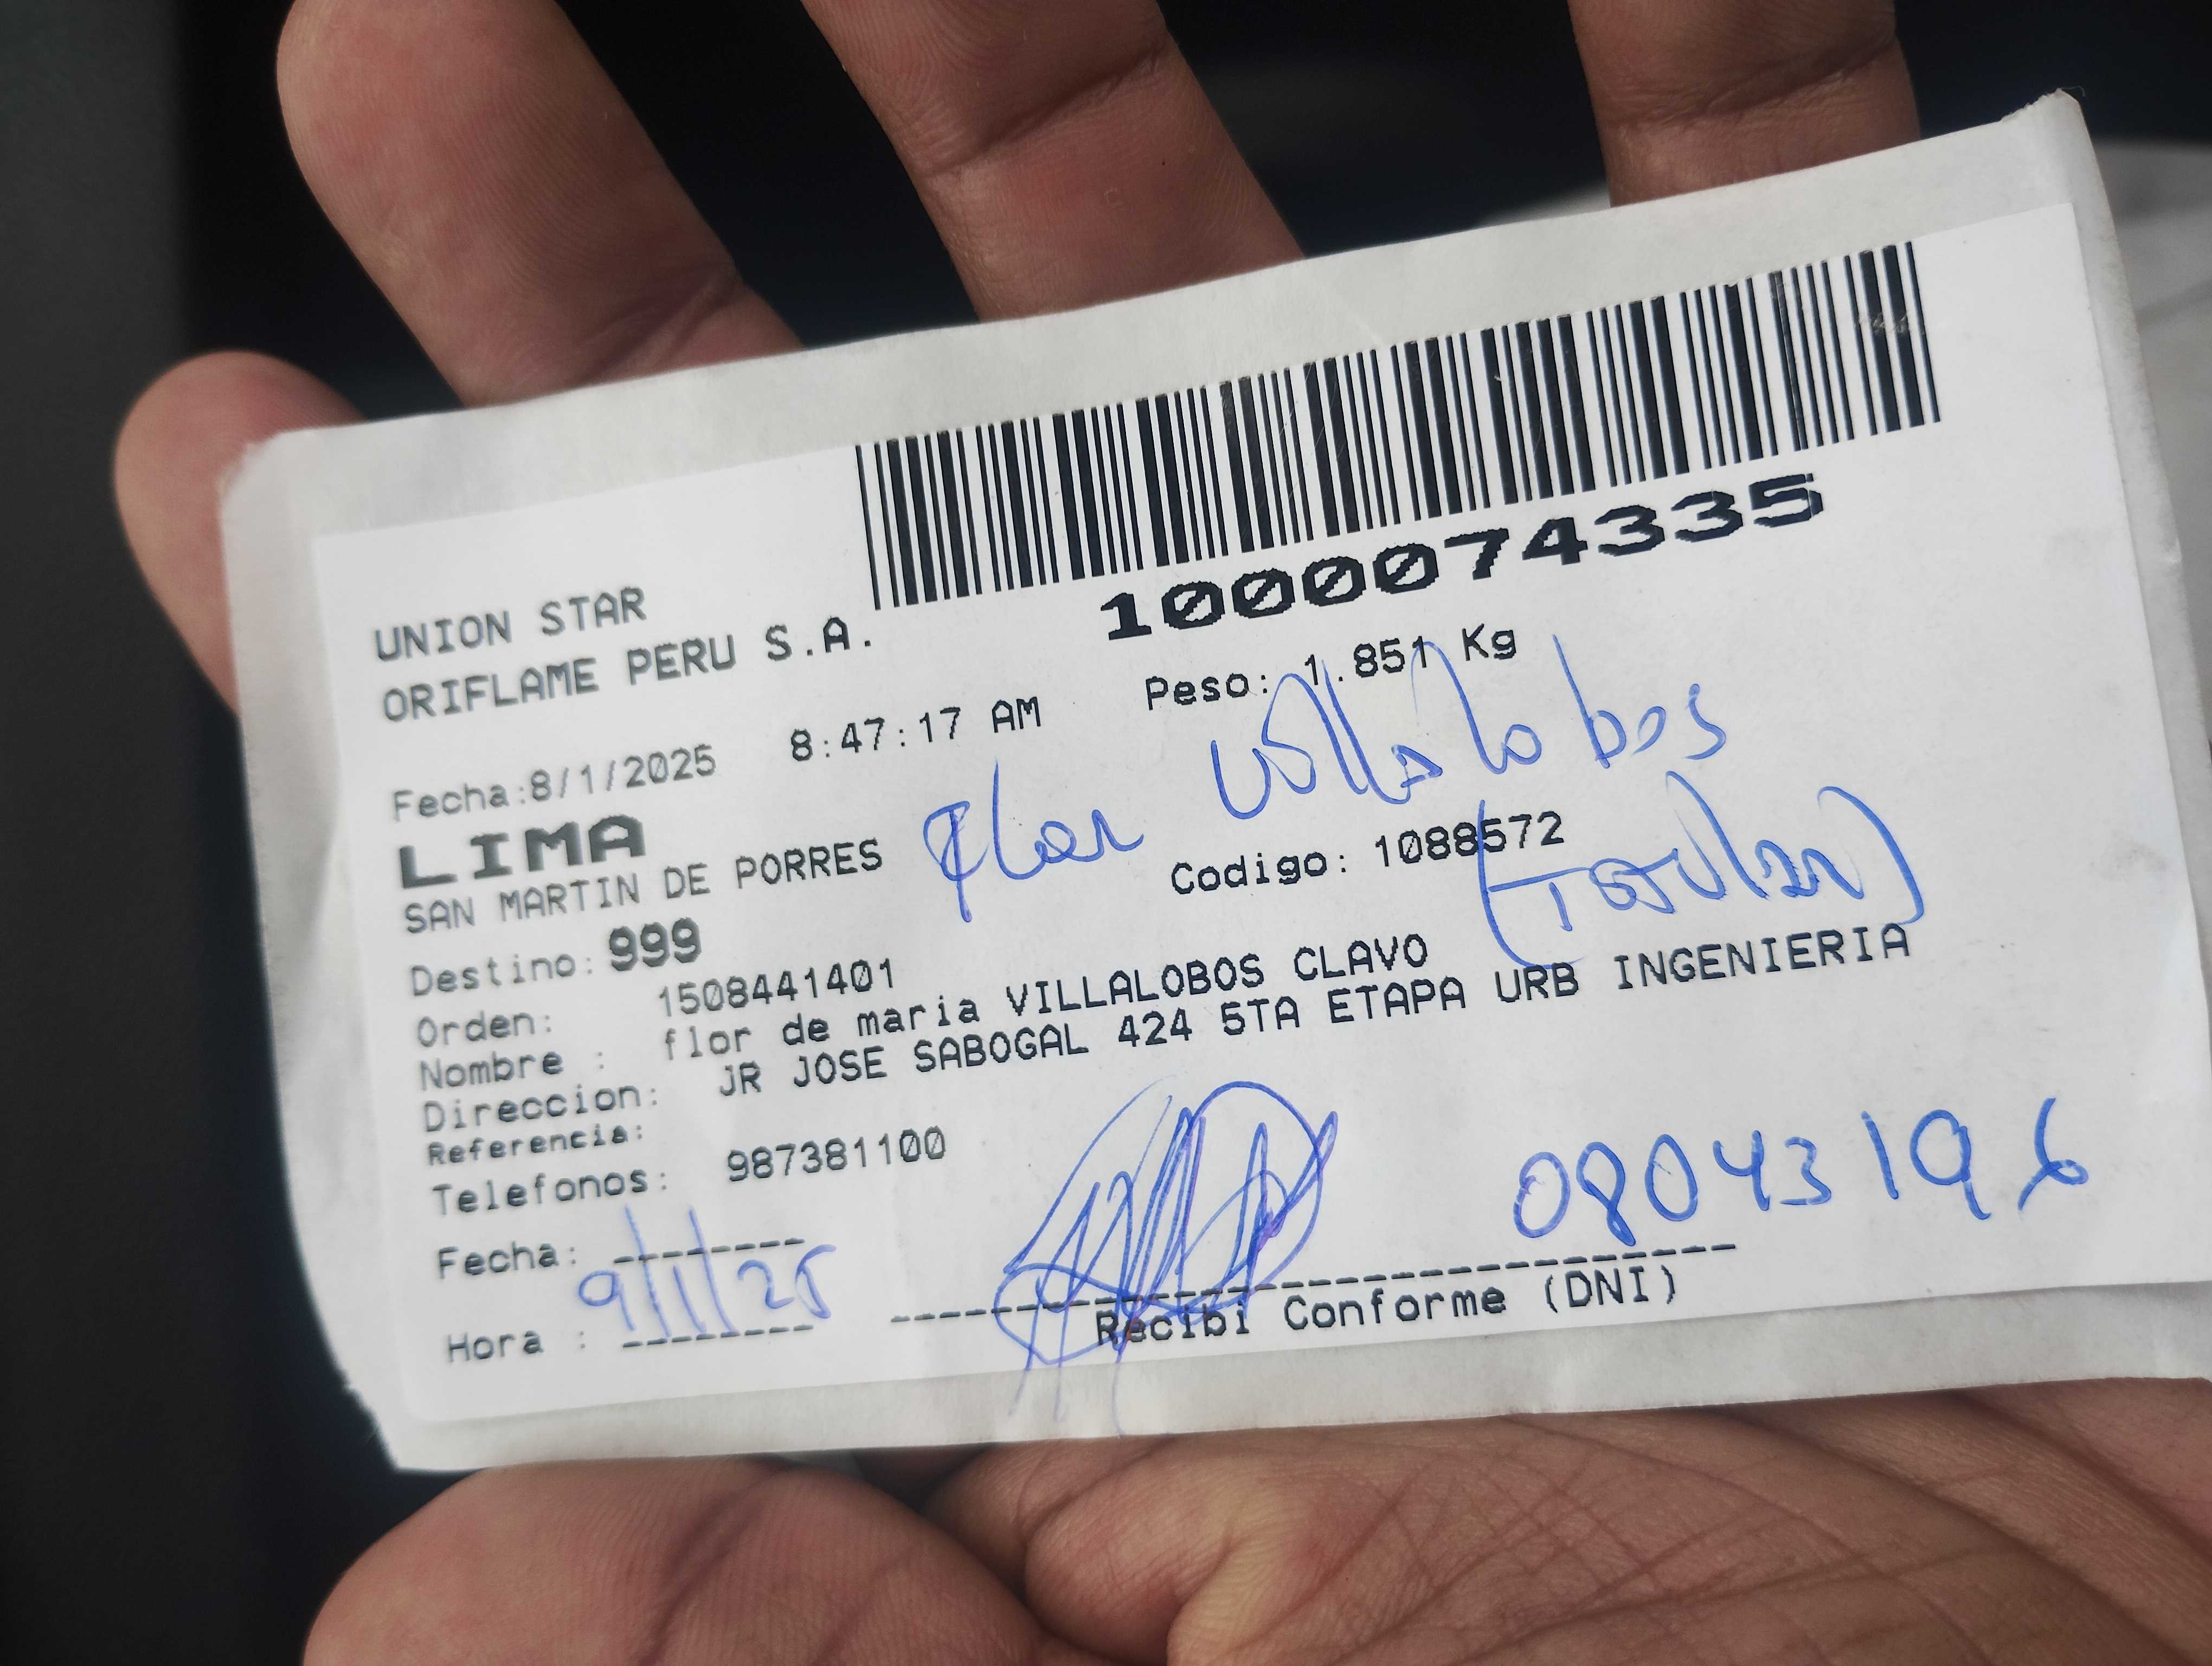 1000074335
UNION STAR
ORIFLAME PERU S.A.
Fecha:8/1/2025 8:47:17 AM Peso: 1.851 Kg
LIMA
flor Villalobos
SAN MARTIN DE PORRES
(Titular)
Destino: 999 Codigo: 1088572
Orden: 1508441401
Nombre : flor de maria VILLALOBOS CLAVO
Direccion: JR JOSE SABOGAL 424 5TA ETAPA URB INGENIERIA
Referencia:
Telefonos: 987381100
08043196
Fecha: 9/1/25
Hora :
Recibi Conforme (DNI)